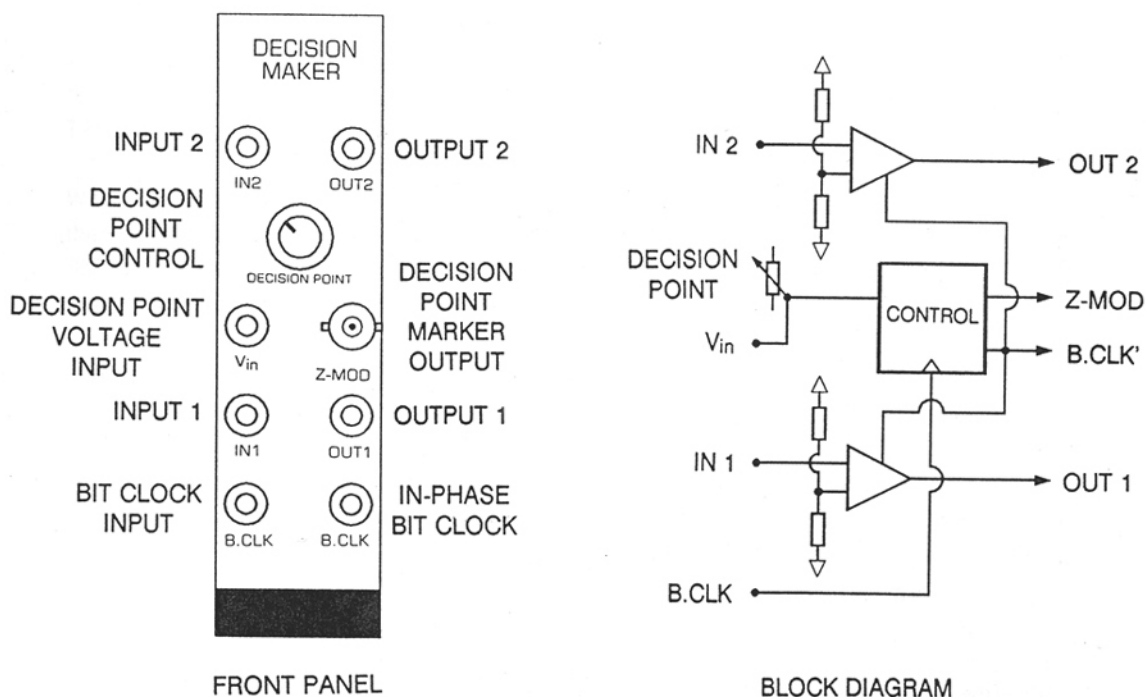 DECISION
MAKER
INPUT 2
OUTPUT 2
IN2
OUT2
DECISION
POINT
CONTROL
DECISION POINT
DECISION POINT
VOLTAGE
INPUT
DECISION
POINT
MARKER
OUTPUT
Vin
Z-MOD
INPUT 1
OUTPUT 1
IN1
OUT1
BIT CLOCK
INPUT
IN-PHASE
BIT CLOCK
B.CLK
B.CLK
FRONT PANEL
IN 2
OUT 2
DECISION
POINT
CONTROL
Z-MOD
Vin
B.CLK'
IN 1
OUT 1
B.CLK
BLOCK DIAGRAM